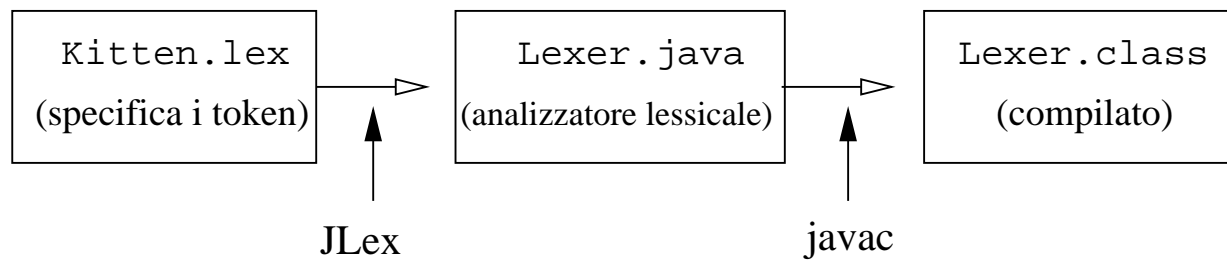 Kitten.lex
(specifica i token)
Lexer.java
(analizzatore lessicale)
Lexer.class
(compilato)
JLex
javac